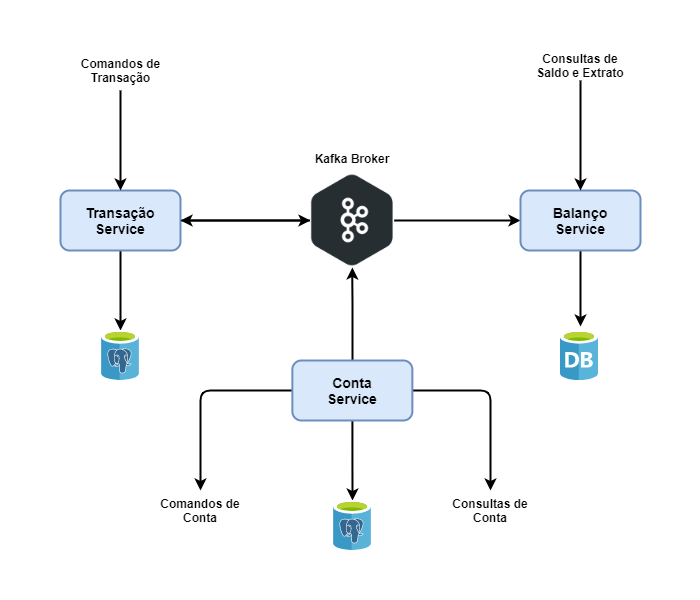 Comandos de
Transação
Consultas de
Saldo e Extrato
Kafka Broker
Transação
Service
Balanço
Service
DB
Conta
Service
Comandos de
Conta
Consultas de
Conta